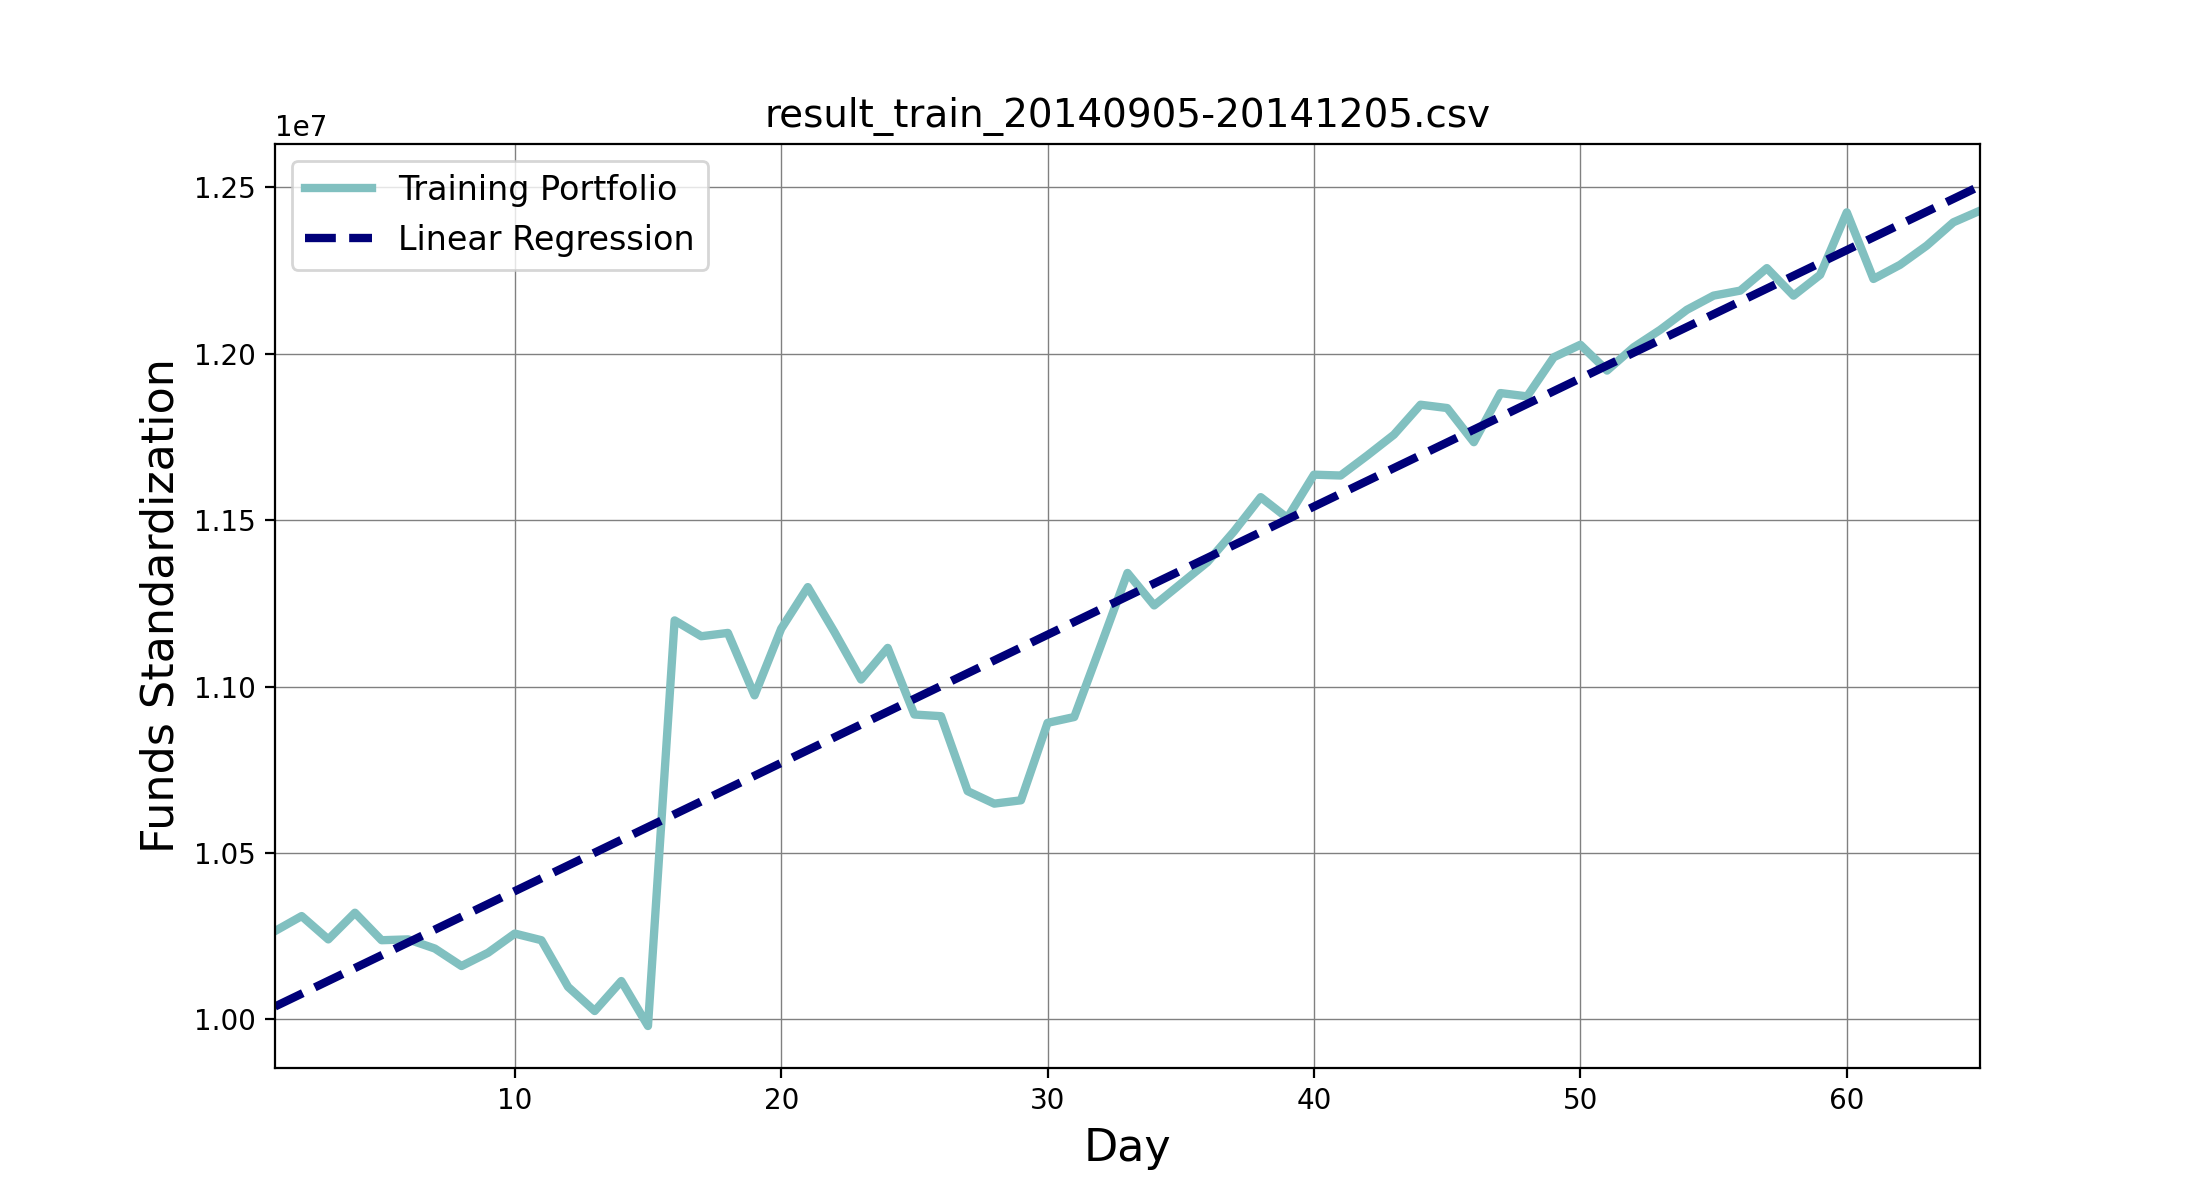 result_train_20140905-20141205.csv
1e7
Training Portfolio
Linear Regression
1.25
1.20
1.15
1.10
1.05
1.00
Funds Standardization
10 20 30 40 50 60
Day